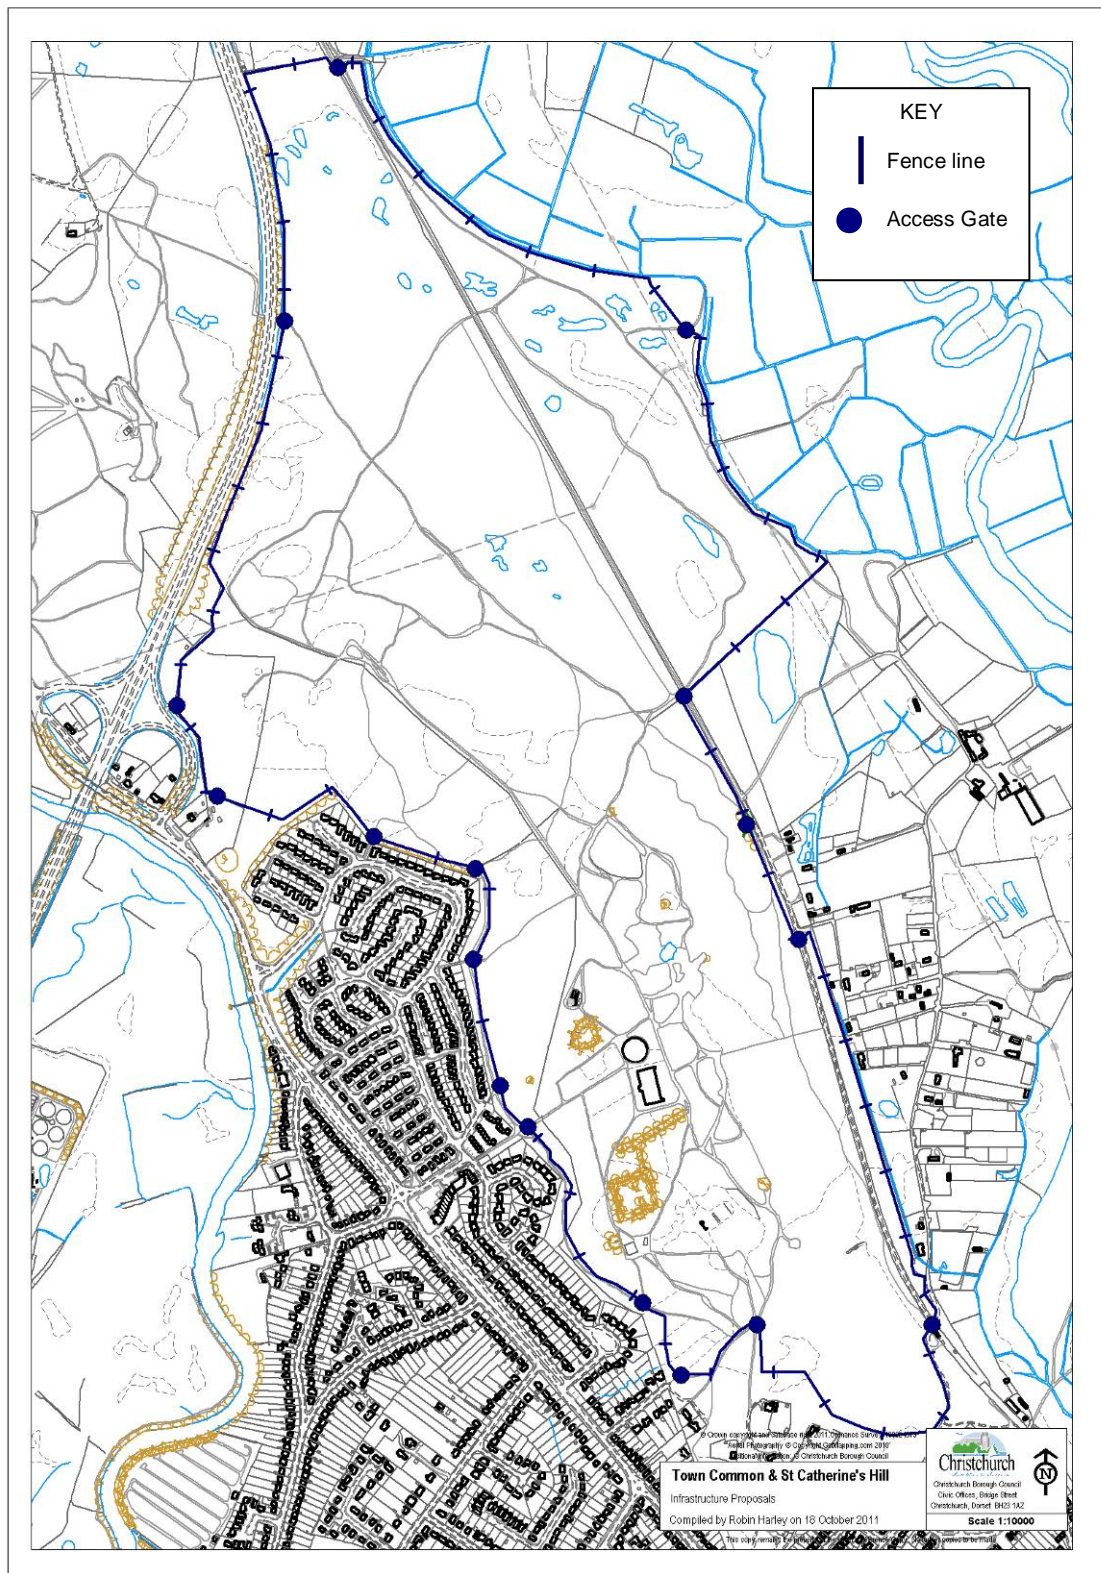 KEY
Fence line
Access Gate
Town Common & St Catherine's Hill
Infrastructure Proposals
Compiled by Robin Harley on 18 October 2011
Christchurch
Christchurch Borough Council
Civic Offices, Bridge Street
Christchurch, Dorset BH23 1AZ
N
Scale 1:10000